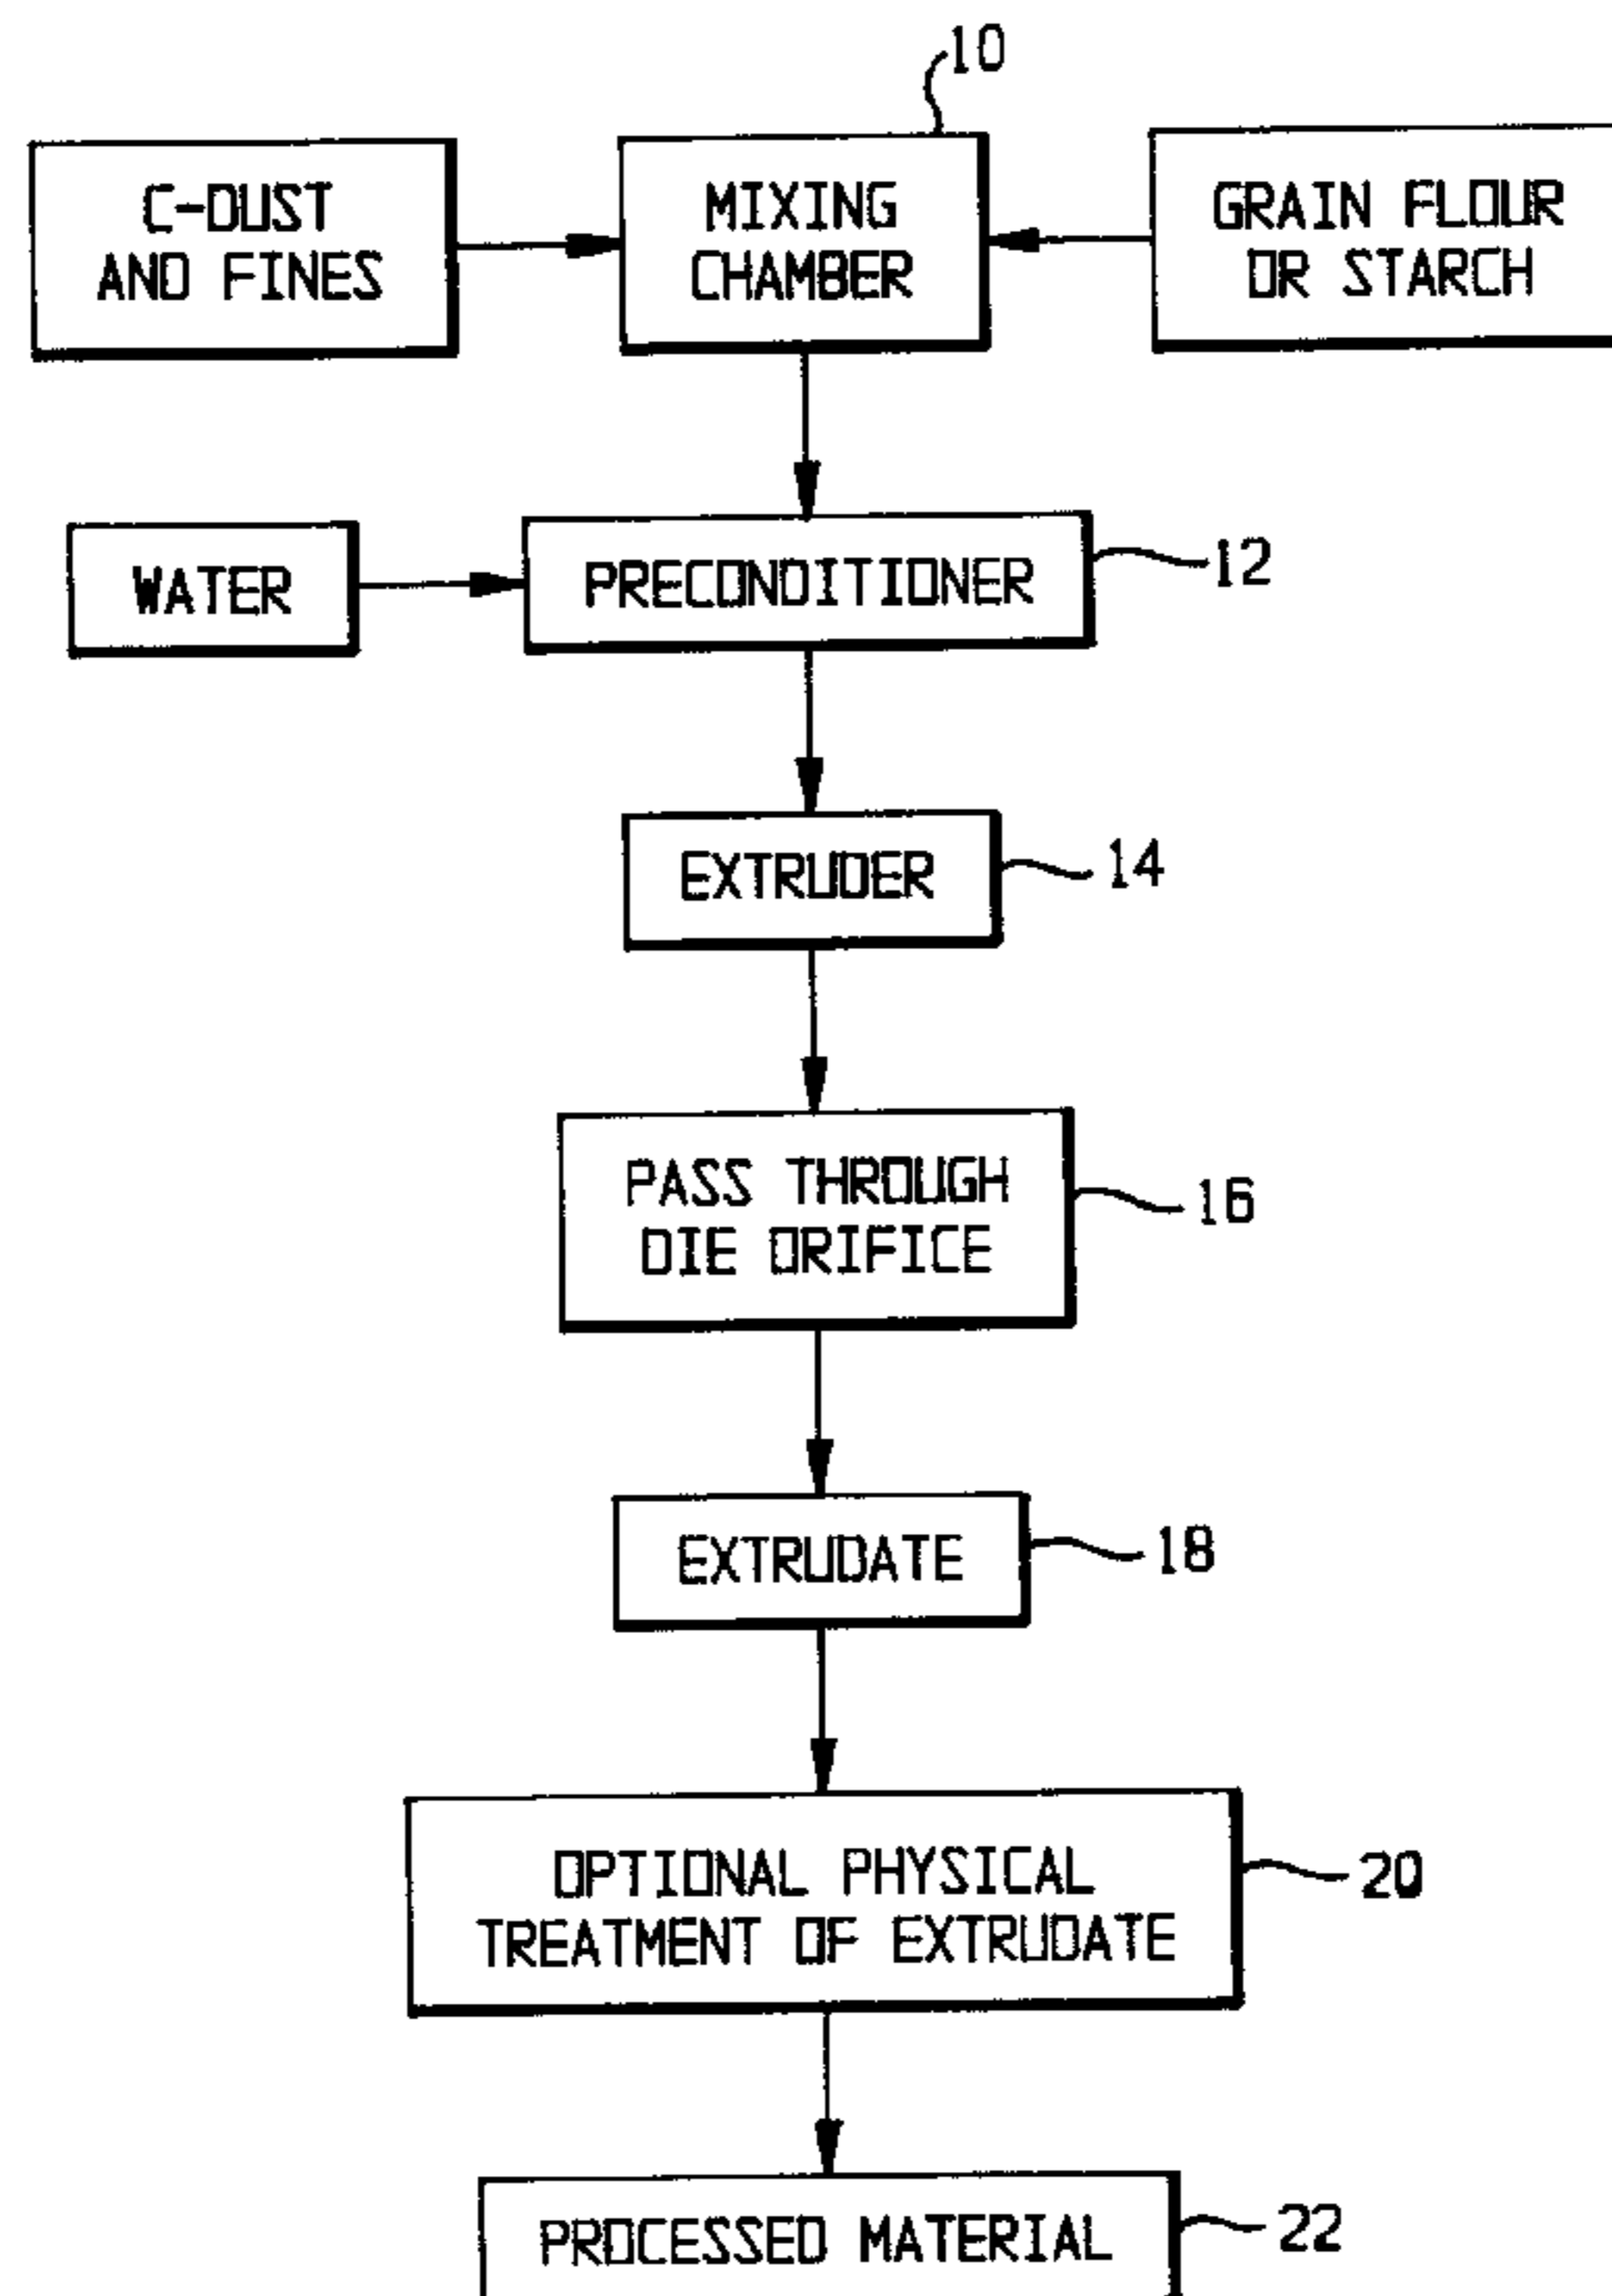 10
C-DUST
AND FINES
MIXING
CHAMBER
GRAIN FLOUR
OR STARCH
WATER
PRECONDITIONER
12
EXTRUDER
14
PASS THROUGH
DIE ORIFICE
16
EXTRUDATE
18
OPTIONAL PHYSICAL
TREATMENT OF EXTRUDATE
20
PROCESSED MATERIAL
22